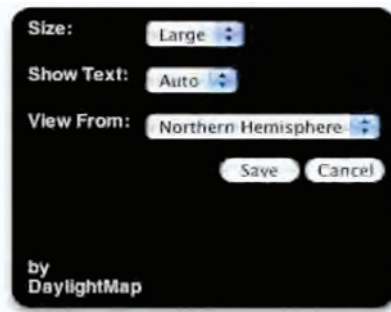 Size: Large
Show Text: Auto
View From: Northern Hemisphere
Save Cancel
by
DaylightMap